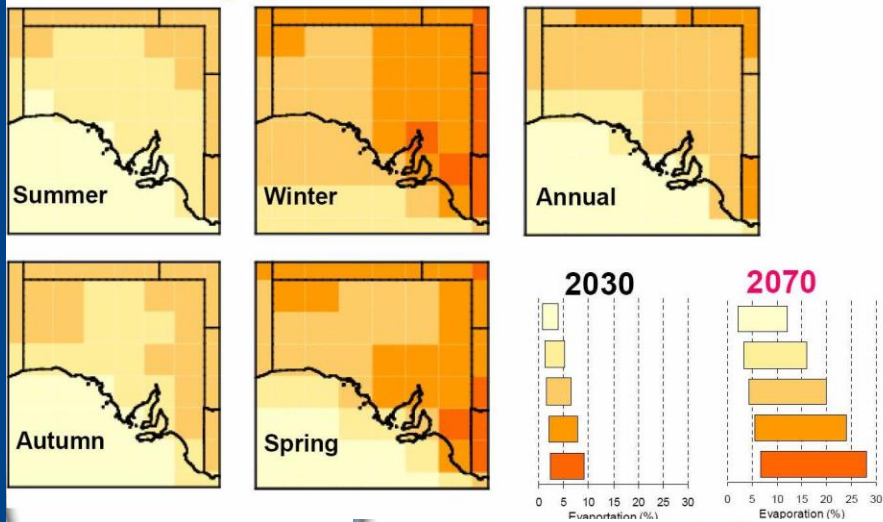 Summer
Winter
Annual
Autumn
Spring
2030
2070
0 5 10 15 20 25 30
0 5 10 15 20 25 30
Evaportation (%)
Evaporation (%)